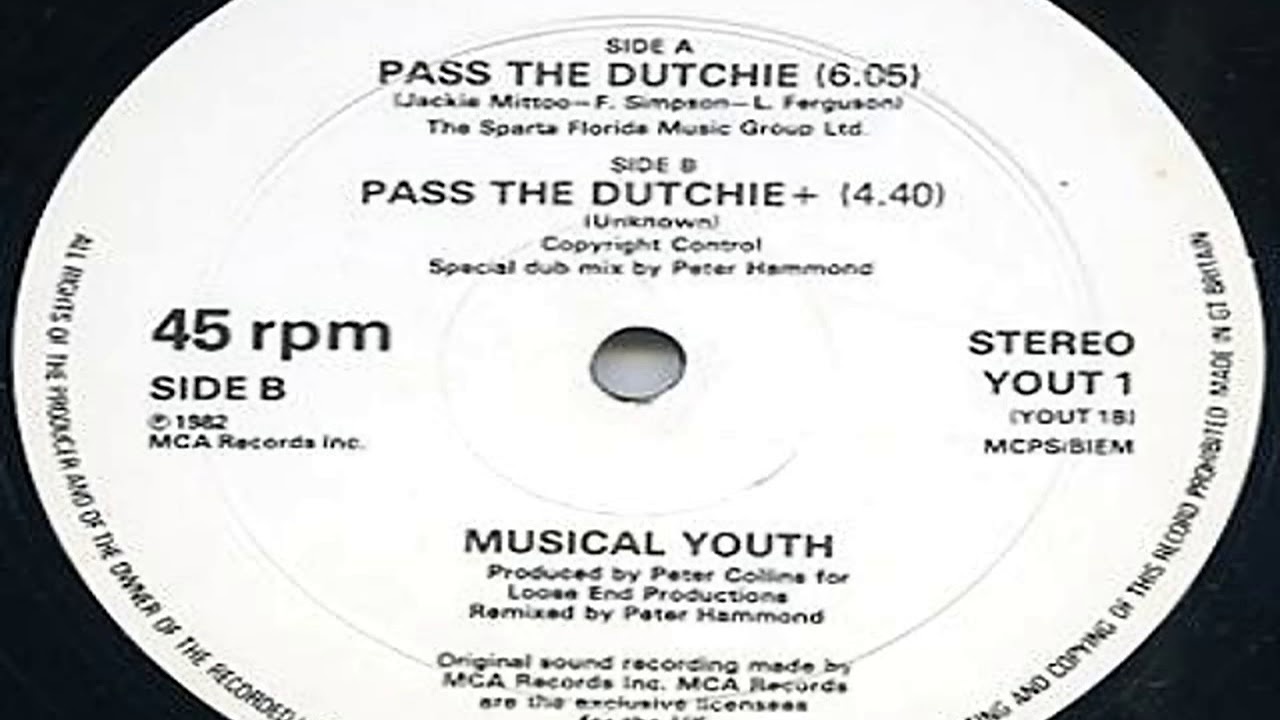 SIDE A
PASS THE DUTCHIE (6.05)
(Jackie Mittoo-F. Simpson-L. Ferguson)
The Sparta Florida Music Group Ltd.
SIDE B
PASS THE DUTCHIE+ (4.40)
(Unknown)
Copyright Control
Special dub mix by Peter Hammond
45 rpm
SIDE B
℗ 1982
MCA Records Inc.
STEREO
YOUT 1
(YOUT 1B)
MCPS/BIEM
MUSICAL YOUTH
Produced by Peter Collins for
Loose End Productions
Remixed by Peter Hammond
Original sound recording made by
MCA Records Inc. MCA Records
are the exclusive licensees
for the
ALL RIGHTS OF THE PRODUCER AND OF THE OWNER OF THE RECORDED
AND COPYING OF THIS RECORD PROHIBITED MADE IN GT BRITAIN